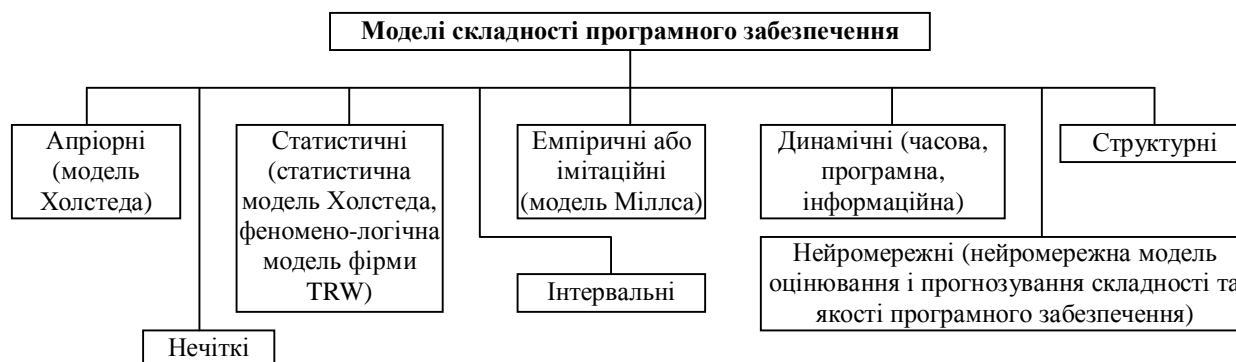 Моделі складності програмного забезпечення
Апріорні
(модель
Холстеда)
Статистичні
(статистична
модель Холстеда,
феномено-логічна
модель фірми
TRW)
Емпіричні або
імітаційні
(модель Міллса)
Динамічні (часова,
програмна,
інформаційна)
Структурні
Нечіткі
Інтервальні
Нейромережні (нейромережна модель
оцінювання і прогнозування складності та
якості програмного забезпечення)